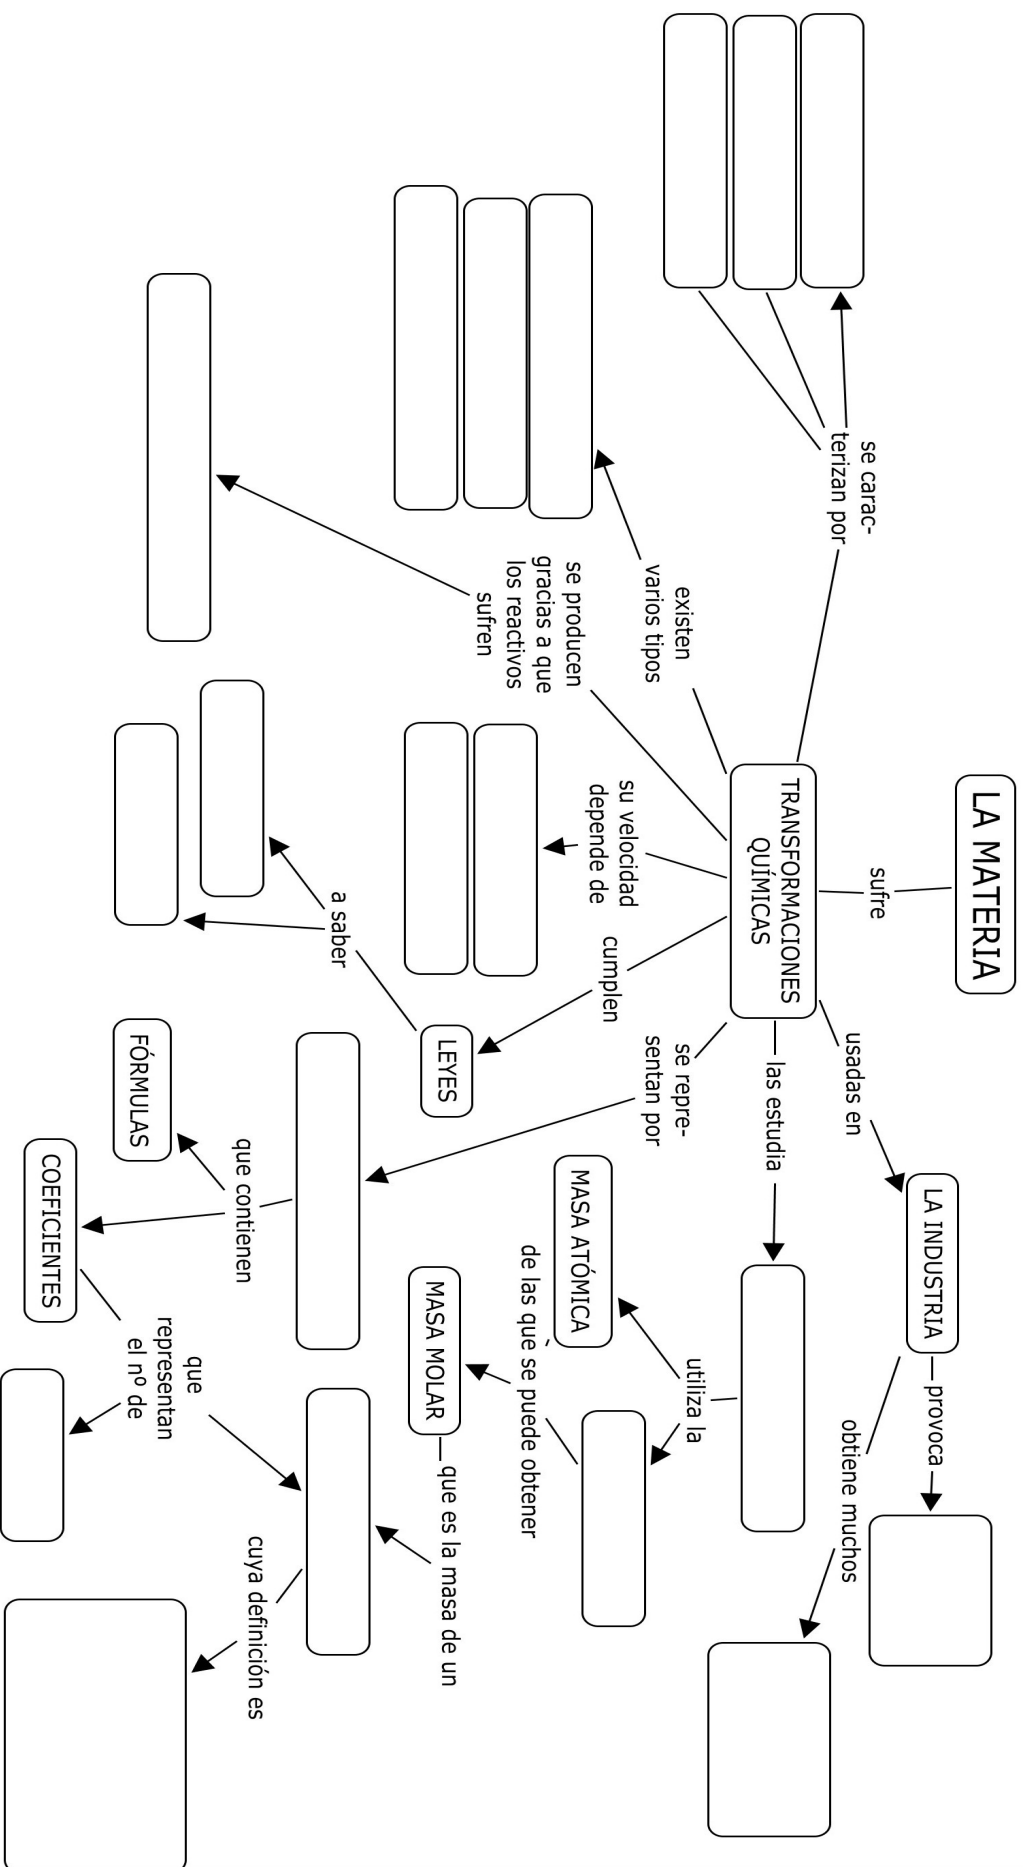 LA MATERIA
sufre
TRANSFORMACIONES
QUÍMICAS
se carac-
terizan por
existen
varios tipos
se producen
gracias a que
los reactivos
sufren
su velocidad
depende de
cumplen
LEYES
a saber
se repre-
sentan por
que contienen
FÓRMULAS
COEFICIENTES
que
representan
el nº de
cuya definición es
las estudia
utiliza la
MASA ATÓMICA
de las que se puede obtener
MASA MOLAR
que es la masa de un
usadas en
LA INDUSTRIA
provoca
obtiene muchos